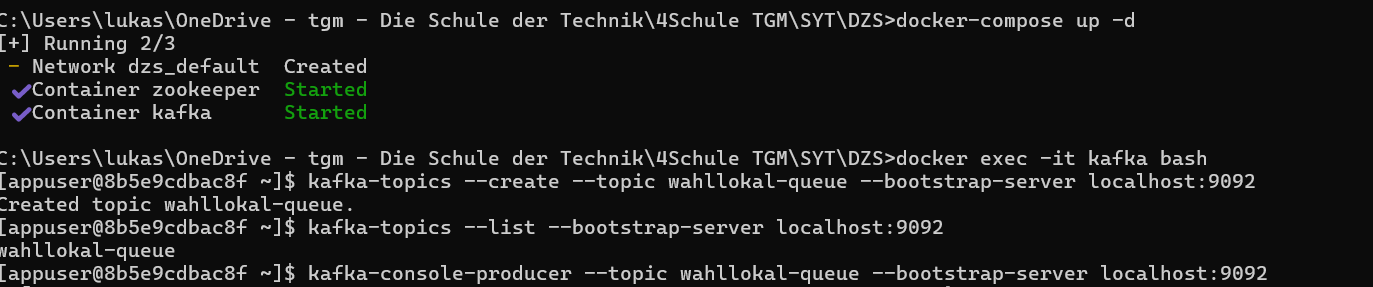 C:\Users\lukas\OneDrive - tgm - Die Schule der Technik\4Schule TGM\SYT\DZS>docker-compose up -d
[+] Running 2/3
- Network dzs_default  Created
✔Container zookeeper  Started
✔Container kafka      Started
C:\Users\lukas\OneDrive - tgm - Die Schule der Technik\4Schule TGM\SYT\DZS>docker exec -it kafka bash
[appuser@8b5e9cdbac8f ~]$ kafka-topics --create --topic wahllokal-queue --bootstrap-server localhost:9092
Created topic wahllokal-queue.
[appuser@8b5e9cdbac8f ~]$ kafka-topics --list --bootstrap-server localhost:9092
wahllokal-queue
[appuser@8b5e9cdbac8f ~]$ kafka-console-producer --topic wahllokal-queue --bootstrap-server localhost:9092